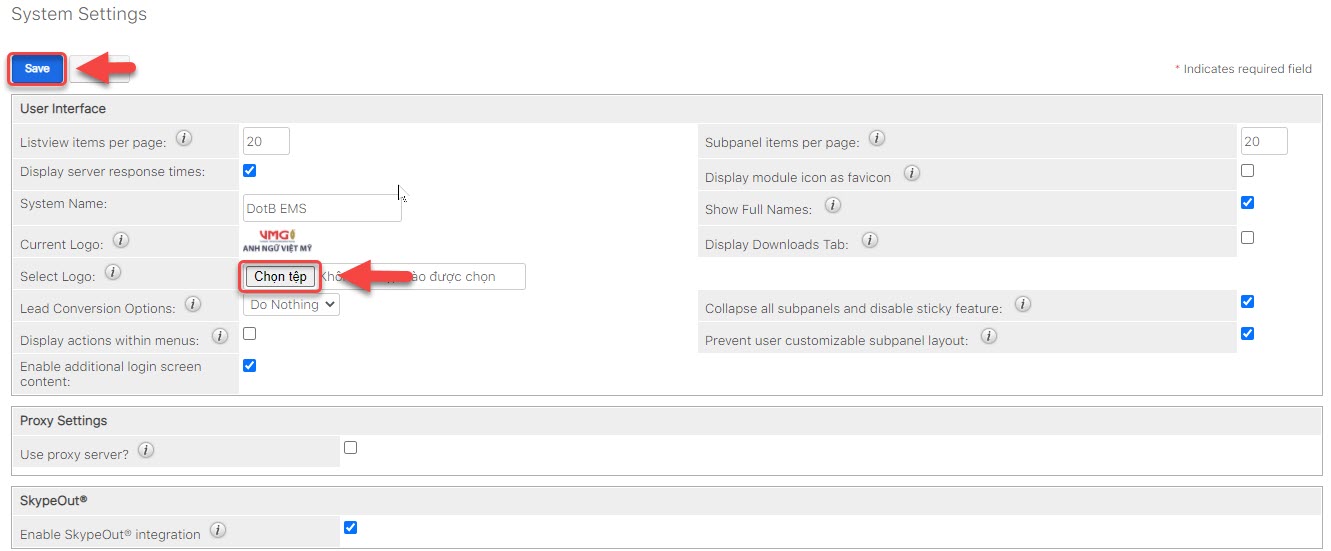 System Settings
Save
* Indicates required field
User Interface
Listview items per page: i 20
Subpanel items per page: i 20
Display server response times:
Display module icon as favicon i
System Name: DotB EMS
Show Full Names: i
Current Logo: i VMG
ANH NGỮ VIỆT MỸ
Display Downloads Tab: i
Select Logo: i Chọn tệp ào được chọn
Lead Conversion Options: i Do Nothing
Collapse all subpanels and disable sticky feature: i
Display actions within menus: i
Prevent user customizable subpanel layout: i
Enable additional login screen
content:
Proxy Settings
Use proxy server? i
SkypeOut®
Enable SkypeOut® integration i